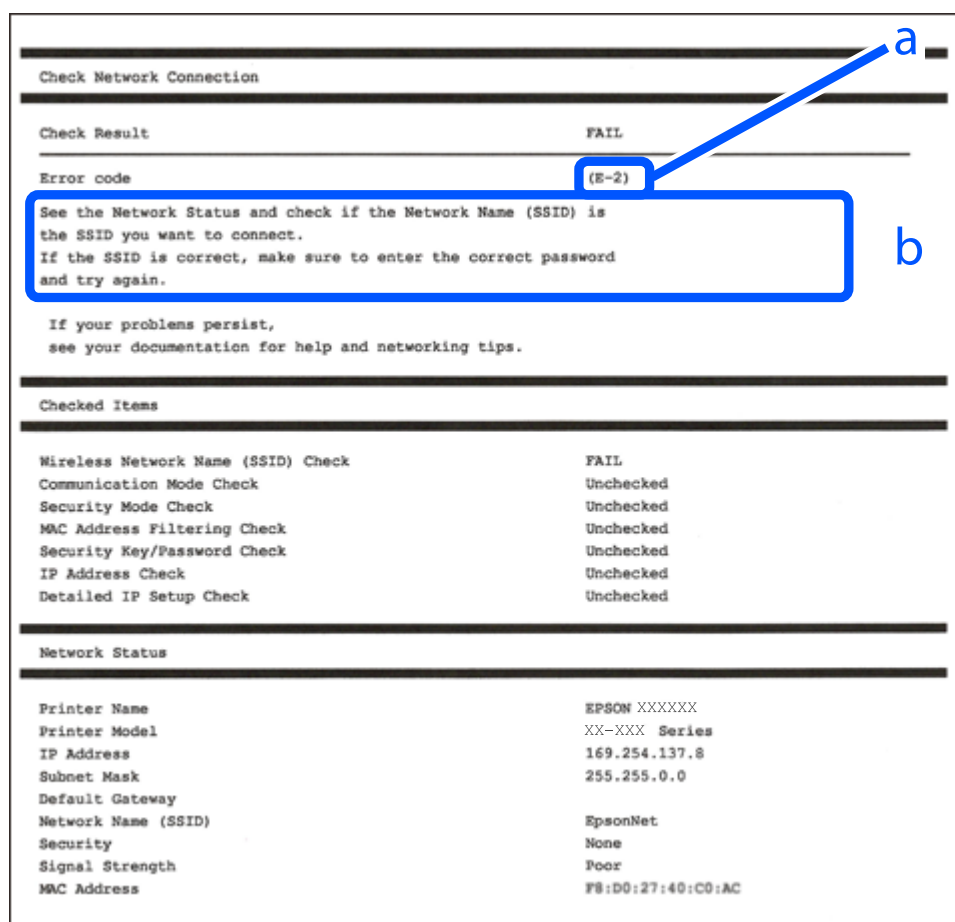 a
Check Network Connection
Check Result FAIL
Error code (E-2)
See the Network Status and check if the Network Name (SSID) is
the SSID you want to connect.
If the SSID is correct, make sure to enter the correct password
and try again.
b
If your problems persist,
see your documentation for help and networking tips.
Checked Items
Wireless Network Name (SSID) Check FAIL
Communication Mode Check Unchecked
Security Mode Check Unchecked
MAC Address Filtering Check Unchecked
Security Key/Password Check Unchecked
IP Address Check Unchecked
Detailed IP Setup Check Unchecked
Network Status
Printer Name EPSON XXXXXX
Printer Model XX-XXX Series
IP Address 169.254.137.8
Subnet Mask 255.255.0.0
Default Gateway
Network Name (SSID) EpsonNet
Security None
Signal Strength Poor
MAC Address F8:D0:27:40:C0:AC